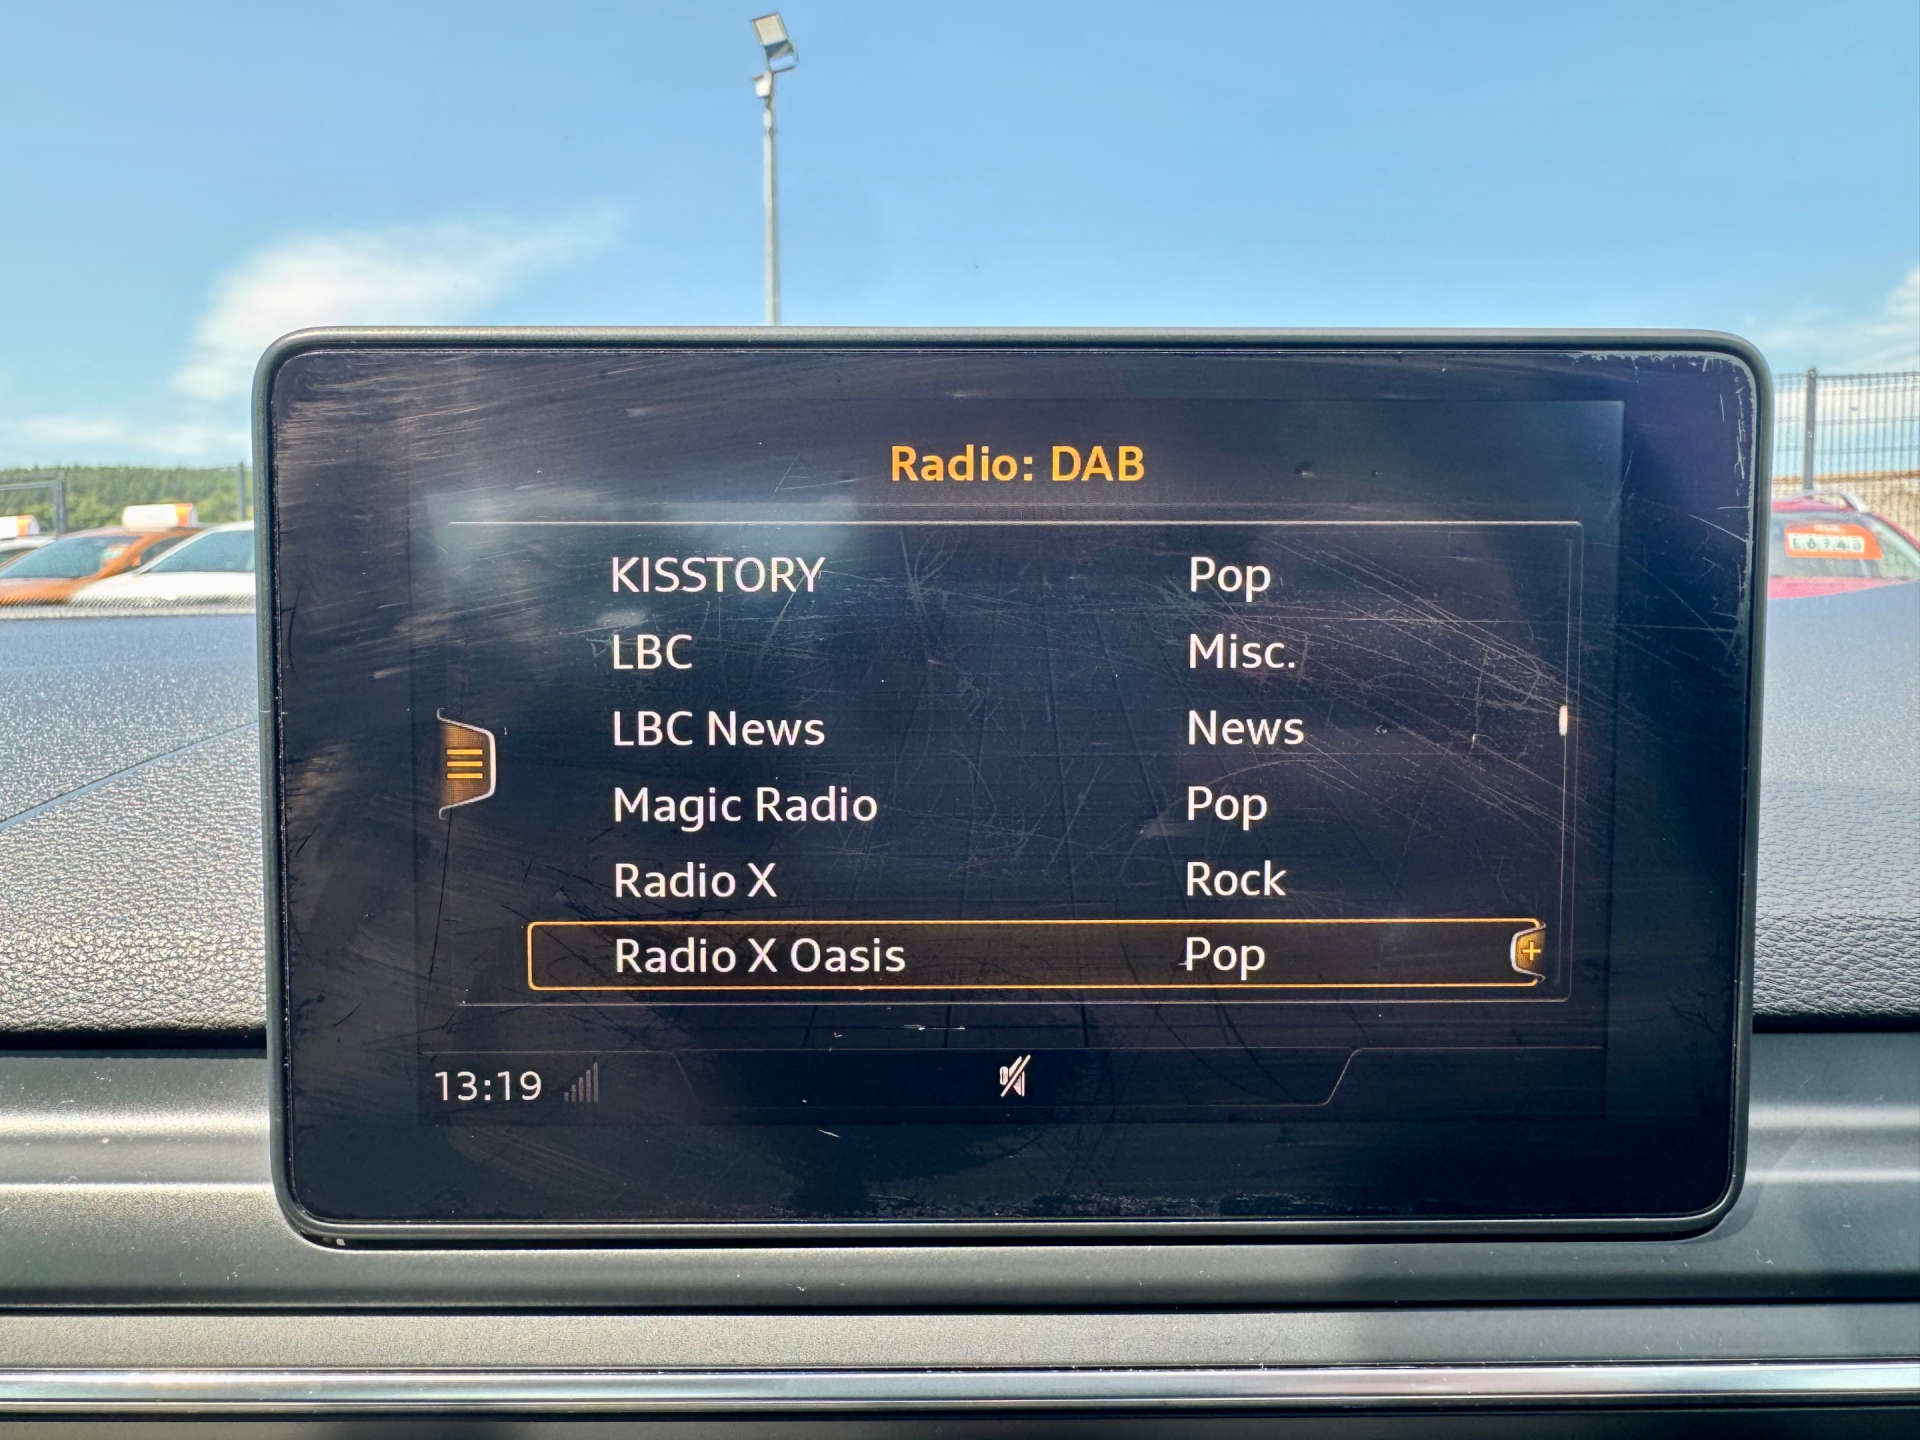 Radio: DAB
KISSTORY Pop
LBC Misc.
LBC News News
Magic Radio Pop
Radio X Rock
Radio X Oasis Pop
13:19